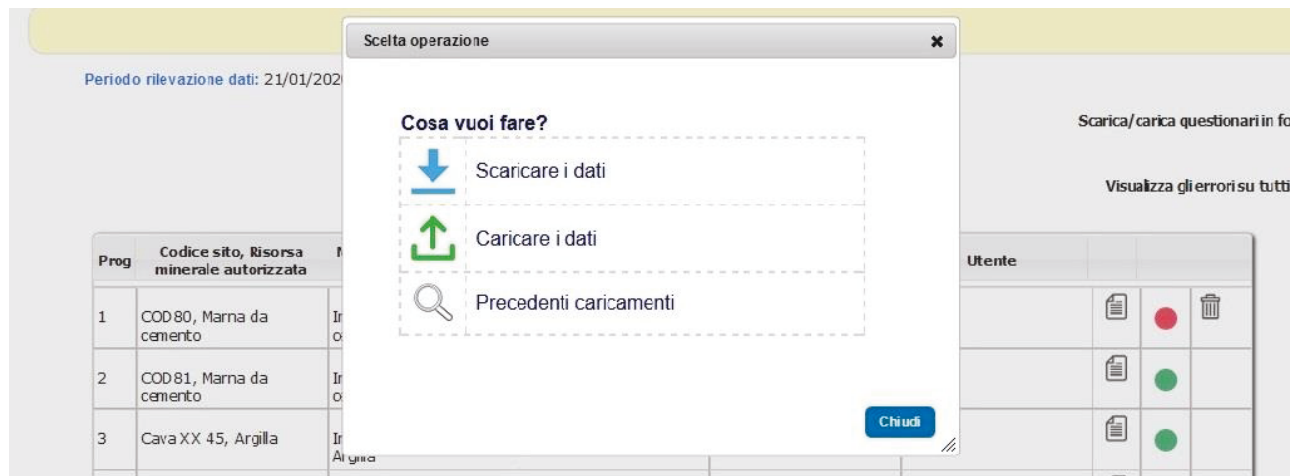 Scelta operazione
Periodo rilevazione dati: 21/01/202
Cosa vuoi fare?
Scarica/carica questionari in fo
Scaricare i dati
Visualizza gli errori su tutti
Caricare i dati
Prog Codice sito, Risorsa minerale autorizzata Utente
Precedenti caricamenti
1 COD80, Marna da
cemento
2 COD81, Marna da
cemento
Chiudi
3 Cava XX 45, Argilla